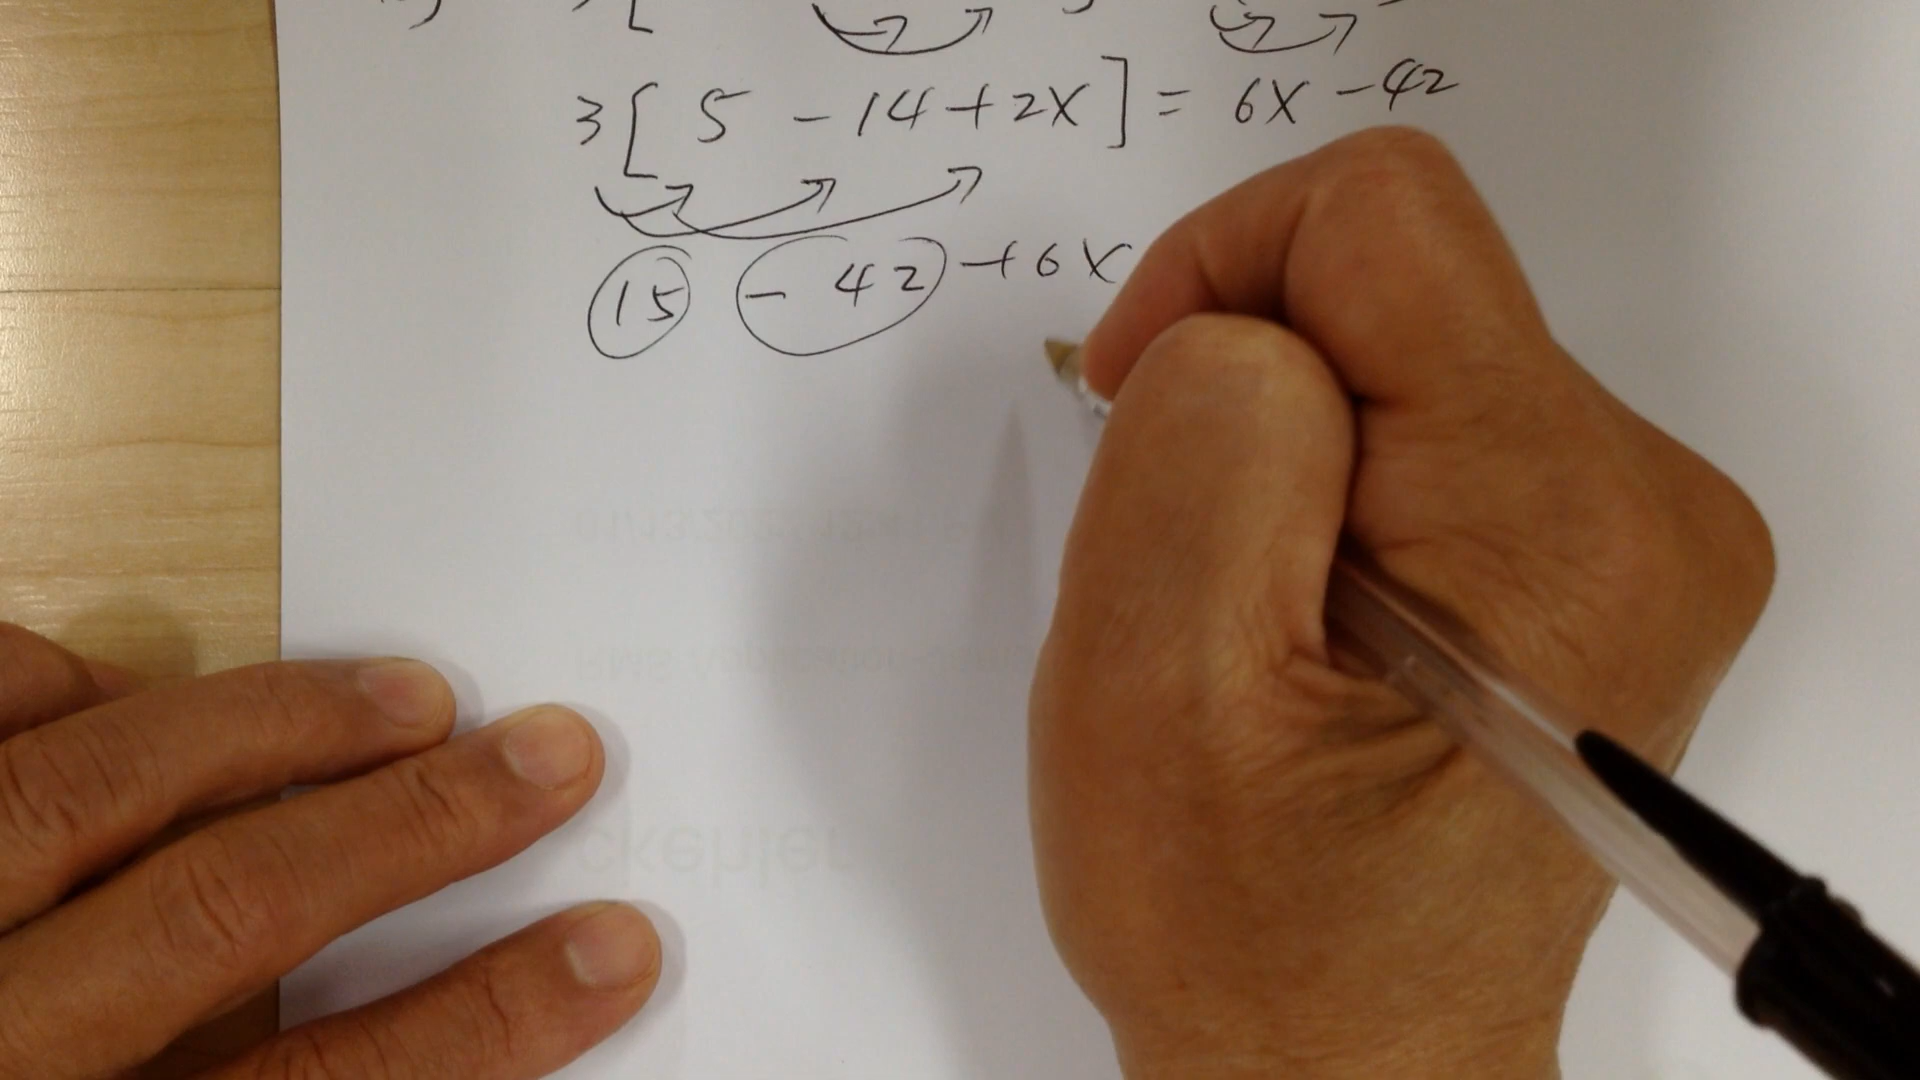 3[ 5 - 14 + 2x ] = 6x - 42
15 - 42 + 6x